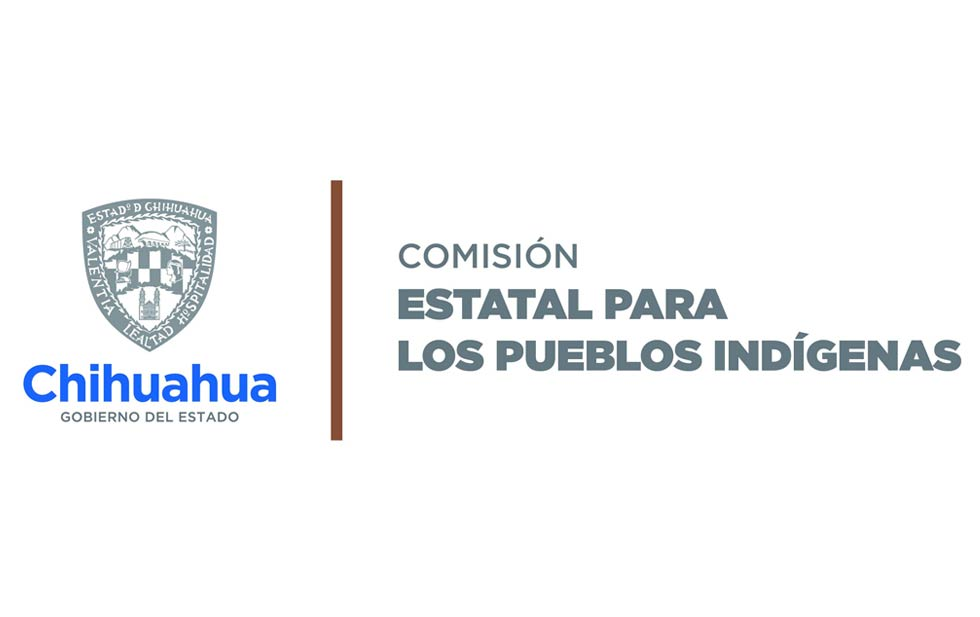 ESTADº D CHIHUAHUA
VALENTIA
LEALTAD
HºSPITALIDAD
Chihuahua
GOBIERNO DEL ESTADO
COMISIÓN
ESTATAL PARA
LOS PUEBLOS INDÍGENAS